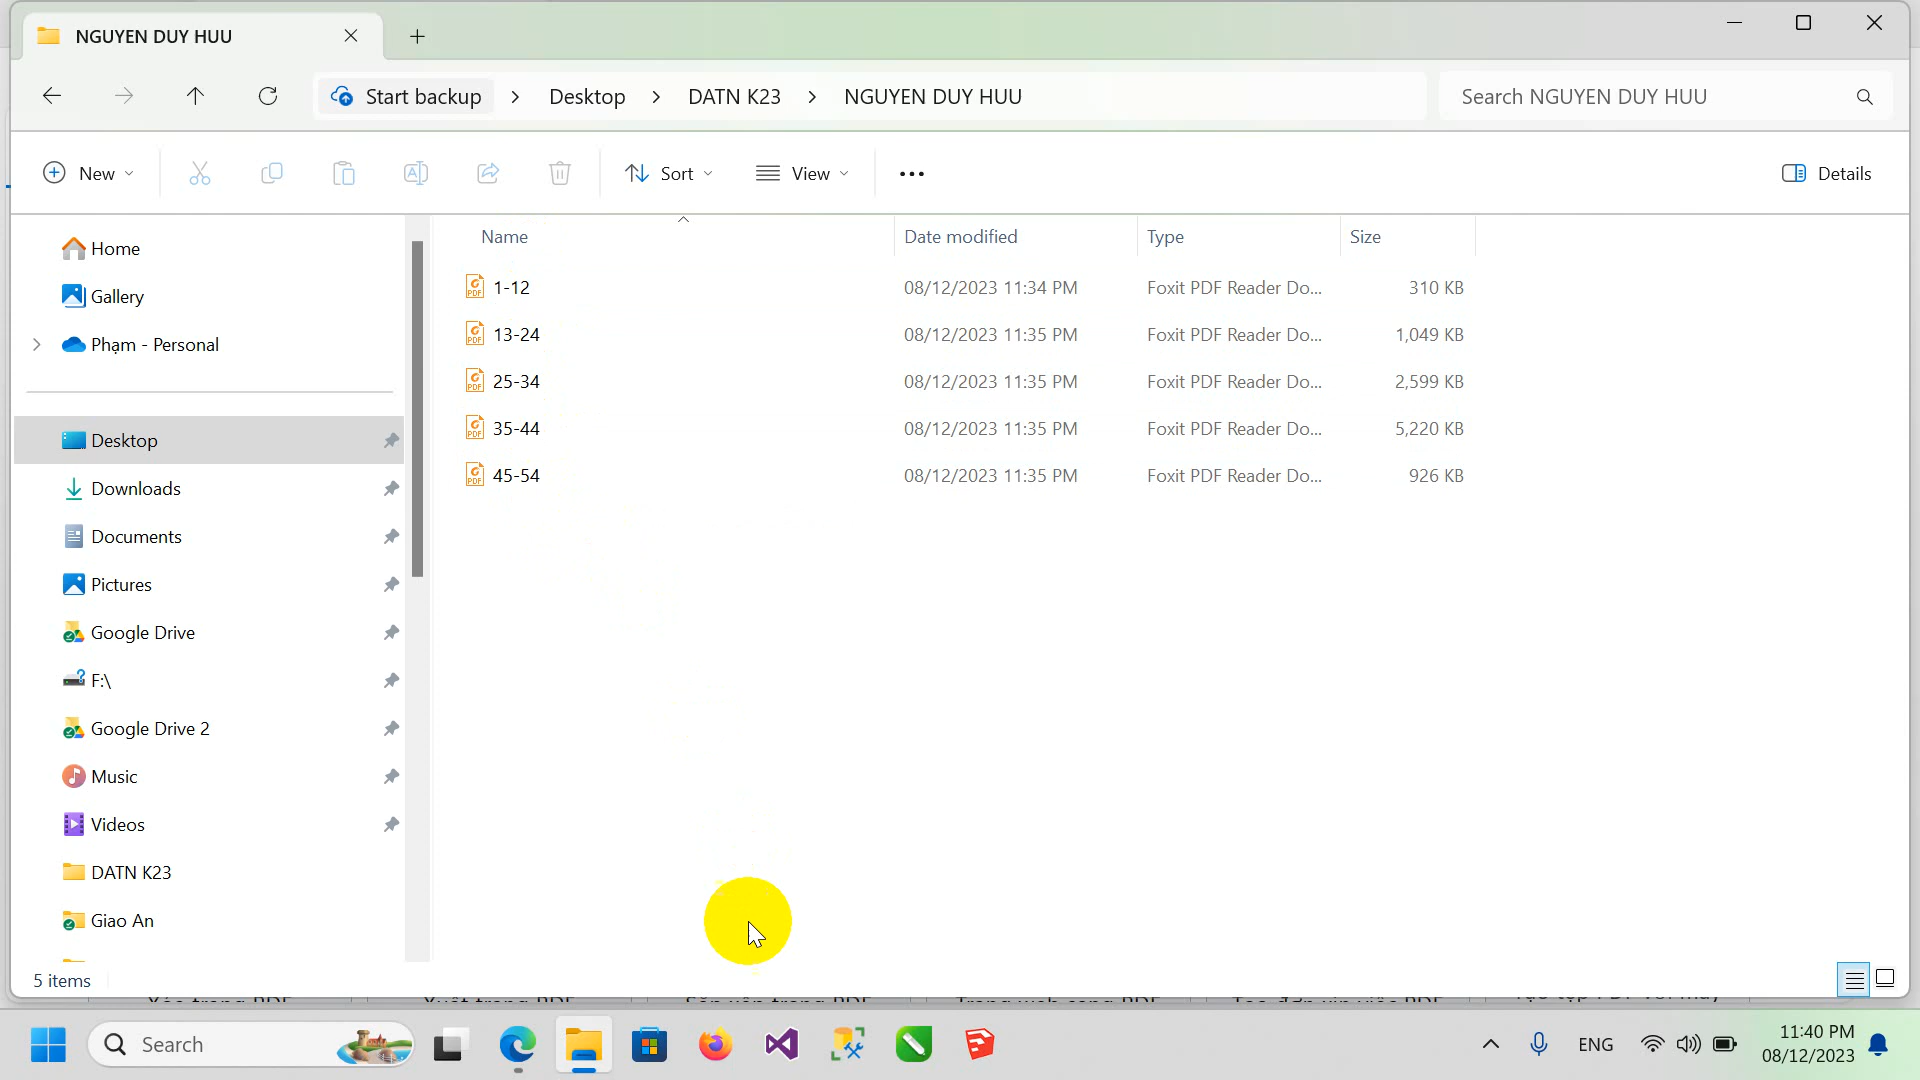 NGUYEN DUY HUU
Start backup > Desktop > DATN K23 > NGUYEN DUY HUU
Search NGUYEN DUY HUU
New
Sort
View
Details
Name Date modified Type Size
1-12 08/12/2023 11:34 PM Foxit PDF Reader Do... 310 KB
13-24 08/12/2023 11:35 PM Foxit PDF Reader Do... 1,049 KB
25-34 08/12/2023 11:35 PM Foxit PDF Reader Do... 2,599 KB
35-44 08/12/2023 11:35 PM Foxit PDF Reader Do... 5,220 KB
45-54 08/12/2023 11:35 PM Foxit PDF Reader Do... 926 KB
Home
Gallery
Phạm - Personal
Desktop
Downloads
Documents
Pictures
Google Drive
F:\
Google Drive 2
Music
Videos
DATN K23
Giao An
5 items
Search
ENG
11:40 PM
08/12/2023